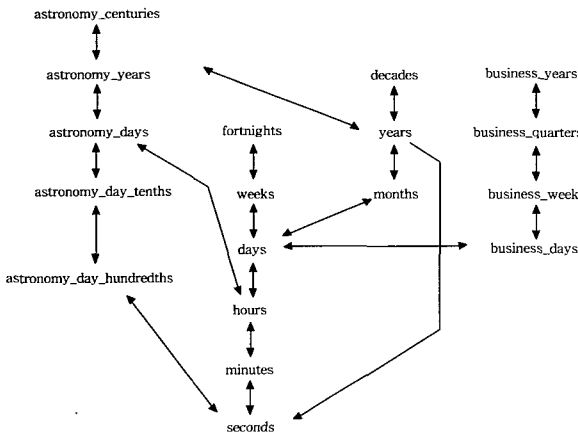 astronomy_centuries
astronomy_years
decades
business_years
astronomy_days
fortnights
years
business_quarters
astronomy_day_tenths
weeks
months
business_week
days
business_days
astronomy_day_hundredths
hours
minutes
seconds